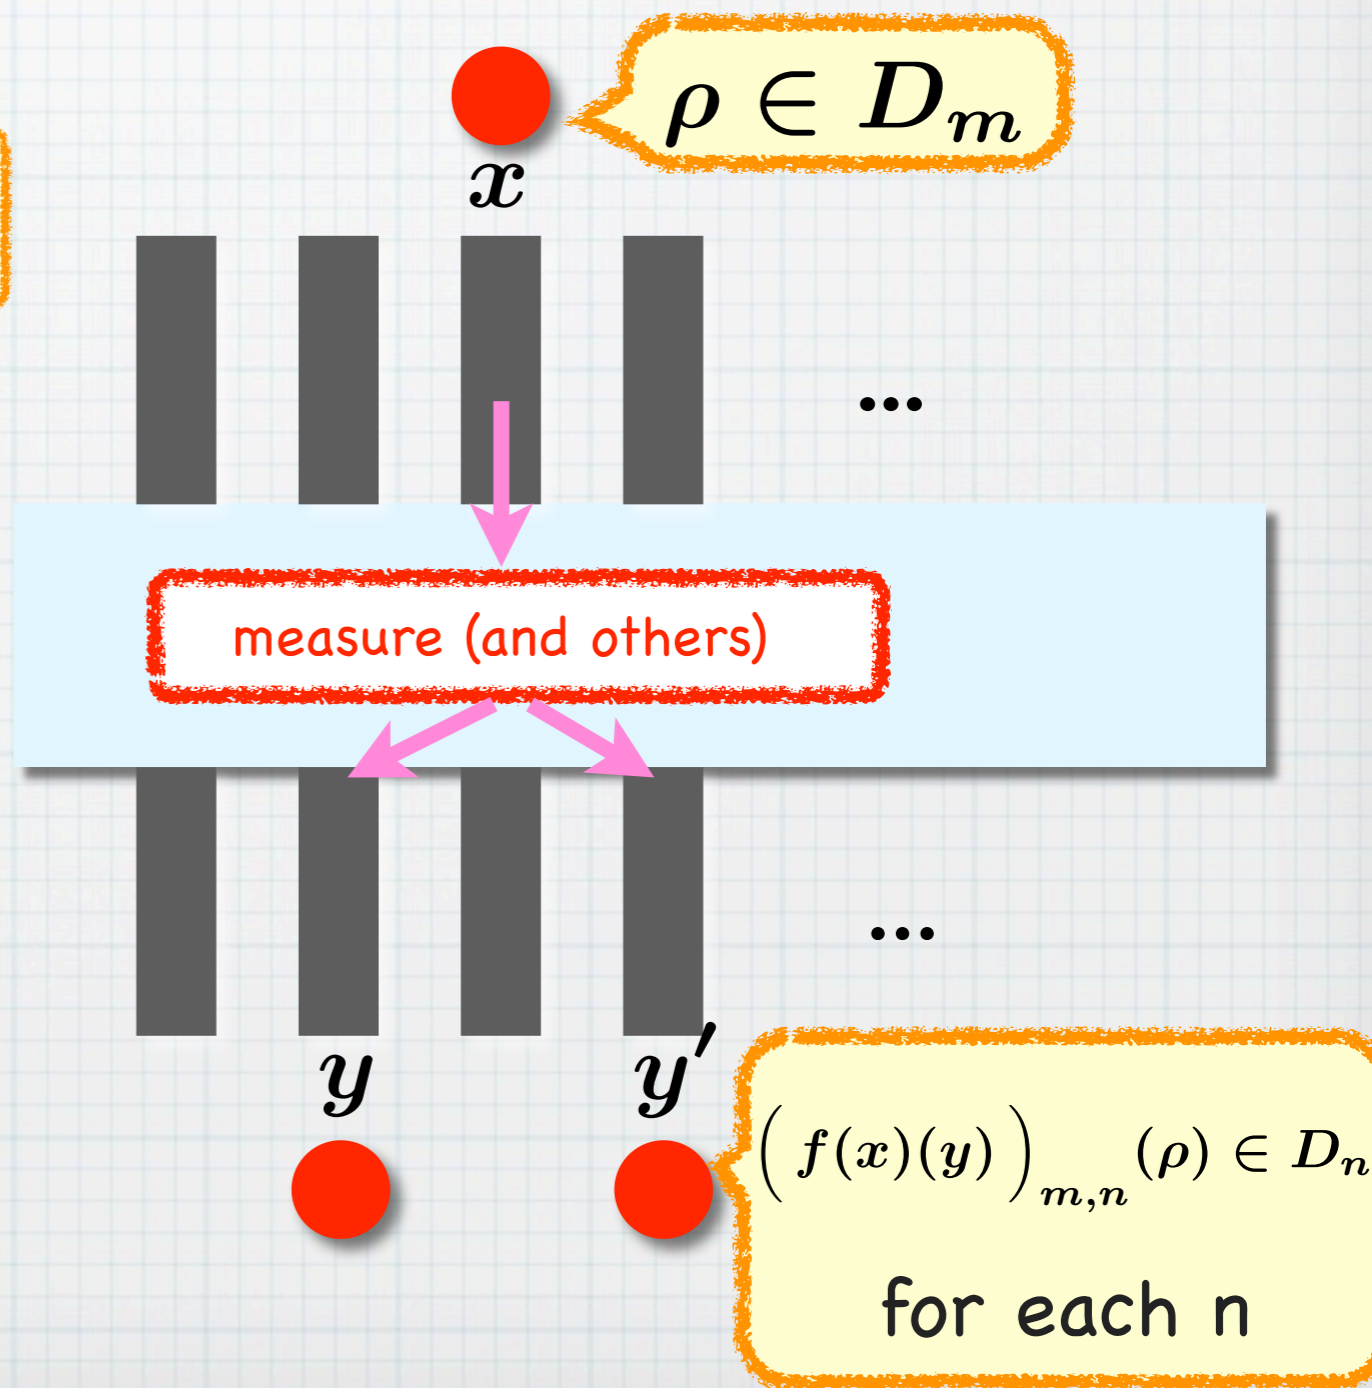 ρ ∈ D_m
x
...
measure (and others)
...
y
y′
( f(x)(y) )_{m,n} (ρ) ∈ D_n
for each n